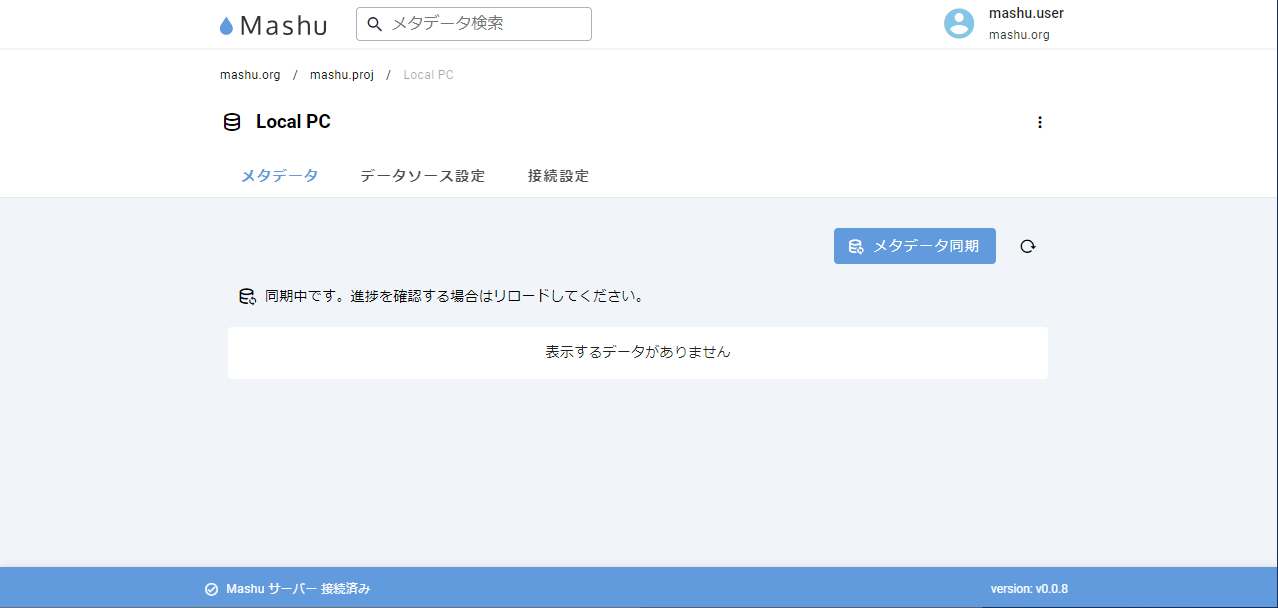 Mashu
メタデータ検索
mashu.user
mashu.org
mashu.org / mashu.proj / Local PC
Local PC
メタデータ データソース設定 接続設定
メタデータ同期
同期中です。進捗を確認する場合はリロードしてください。
表示するデータがありません
Mashu サーバー 接続済み
version: v0.0.8